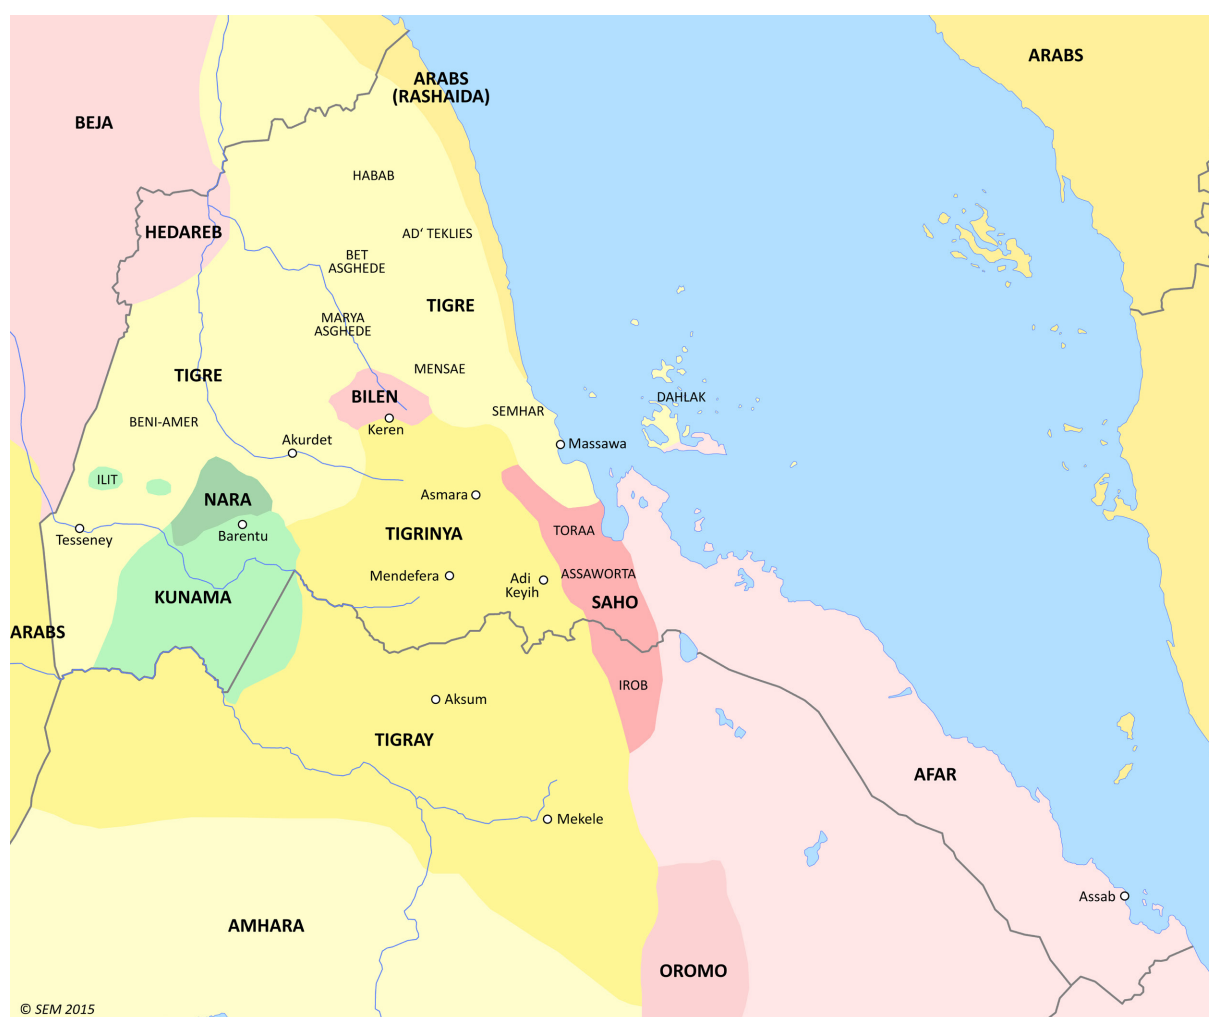 ARABS
ARABS
(RASHAIDA)
BEJA
HABAB
HEDAREB
AD‘ TEKLIES
BET
ASGHEDE
TIGRE
MARYA
ASGHEDE
MENSAE
TIGRE
BILEN
DAHLAK
SEMHAR
BENI-AMER
Keren
Akurdet
Massawa
ILIT
NARA
Asmara
Barentu
TORAA
TIGRINYA
Tesseney
Mendefera
ASSAWORTA
Adi
Keyih
KUNAMA
SAHO
ARABS
IROB
Aksum
TIGRAY
AFAR
Mekele
Assab
AMHARA
OROMO
© SEM 2015